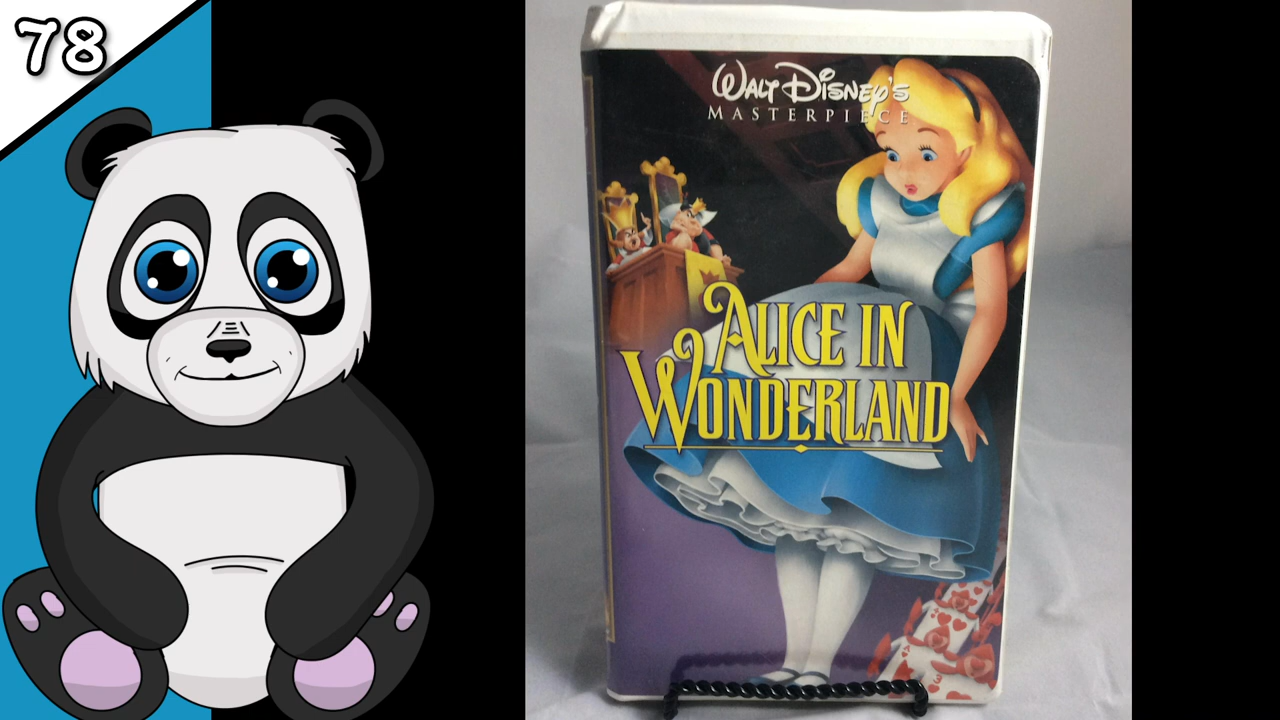 78
WALT DISNEY'S
MASTERPIECE
ALICE IN
WONDERLAND